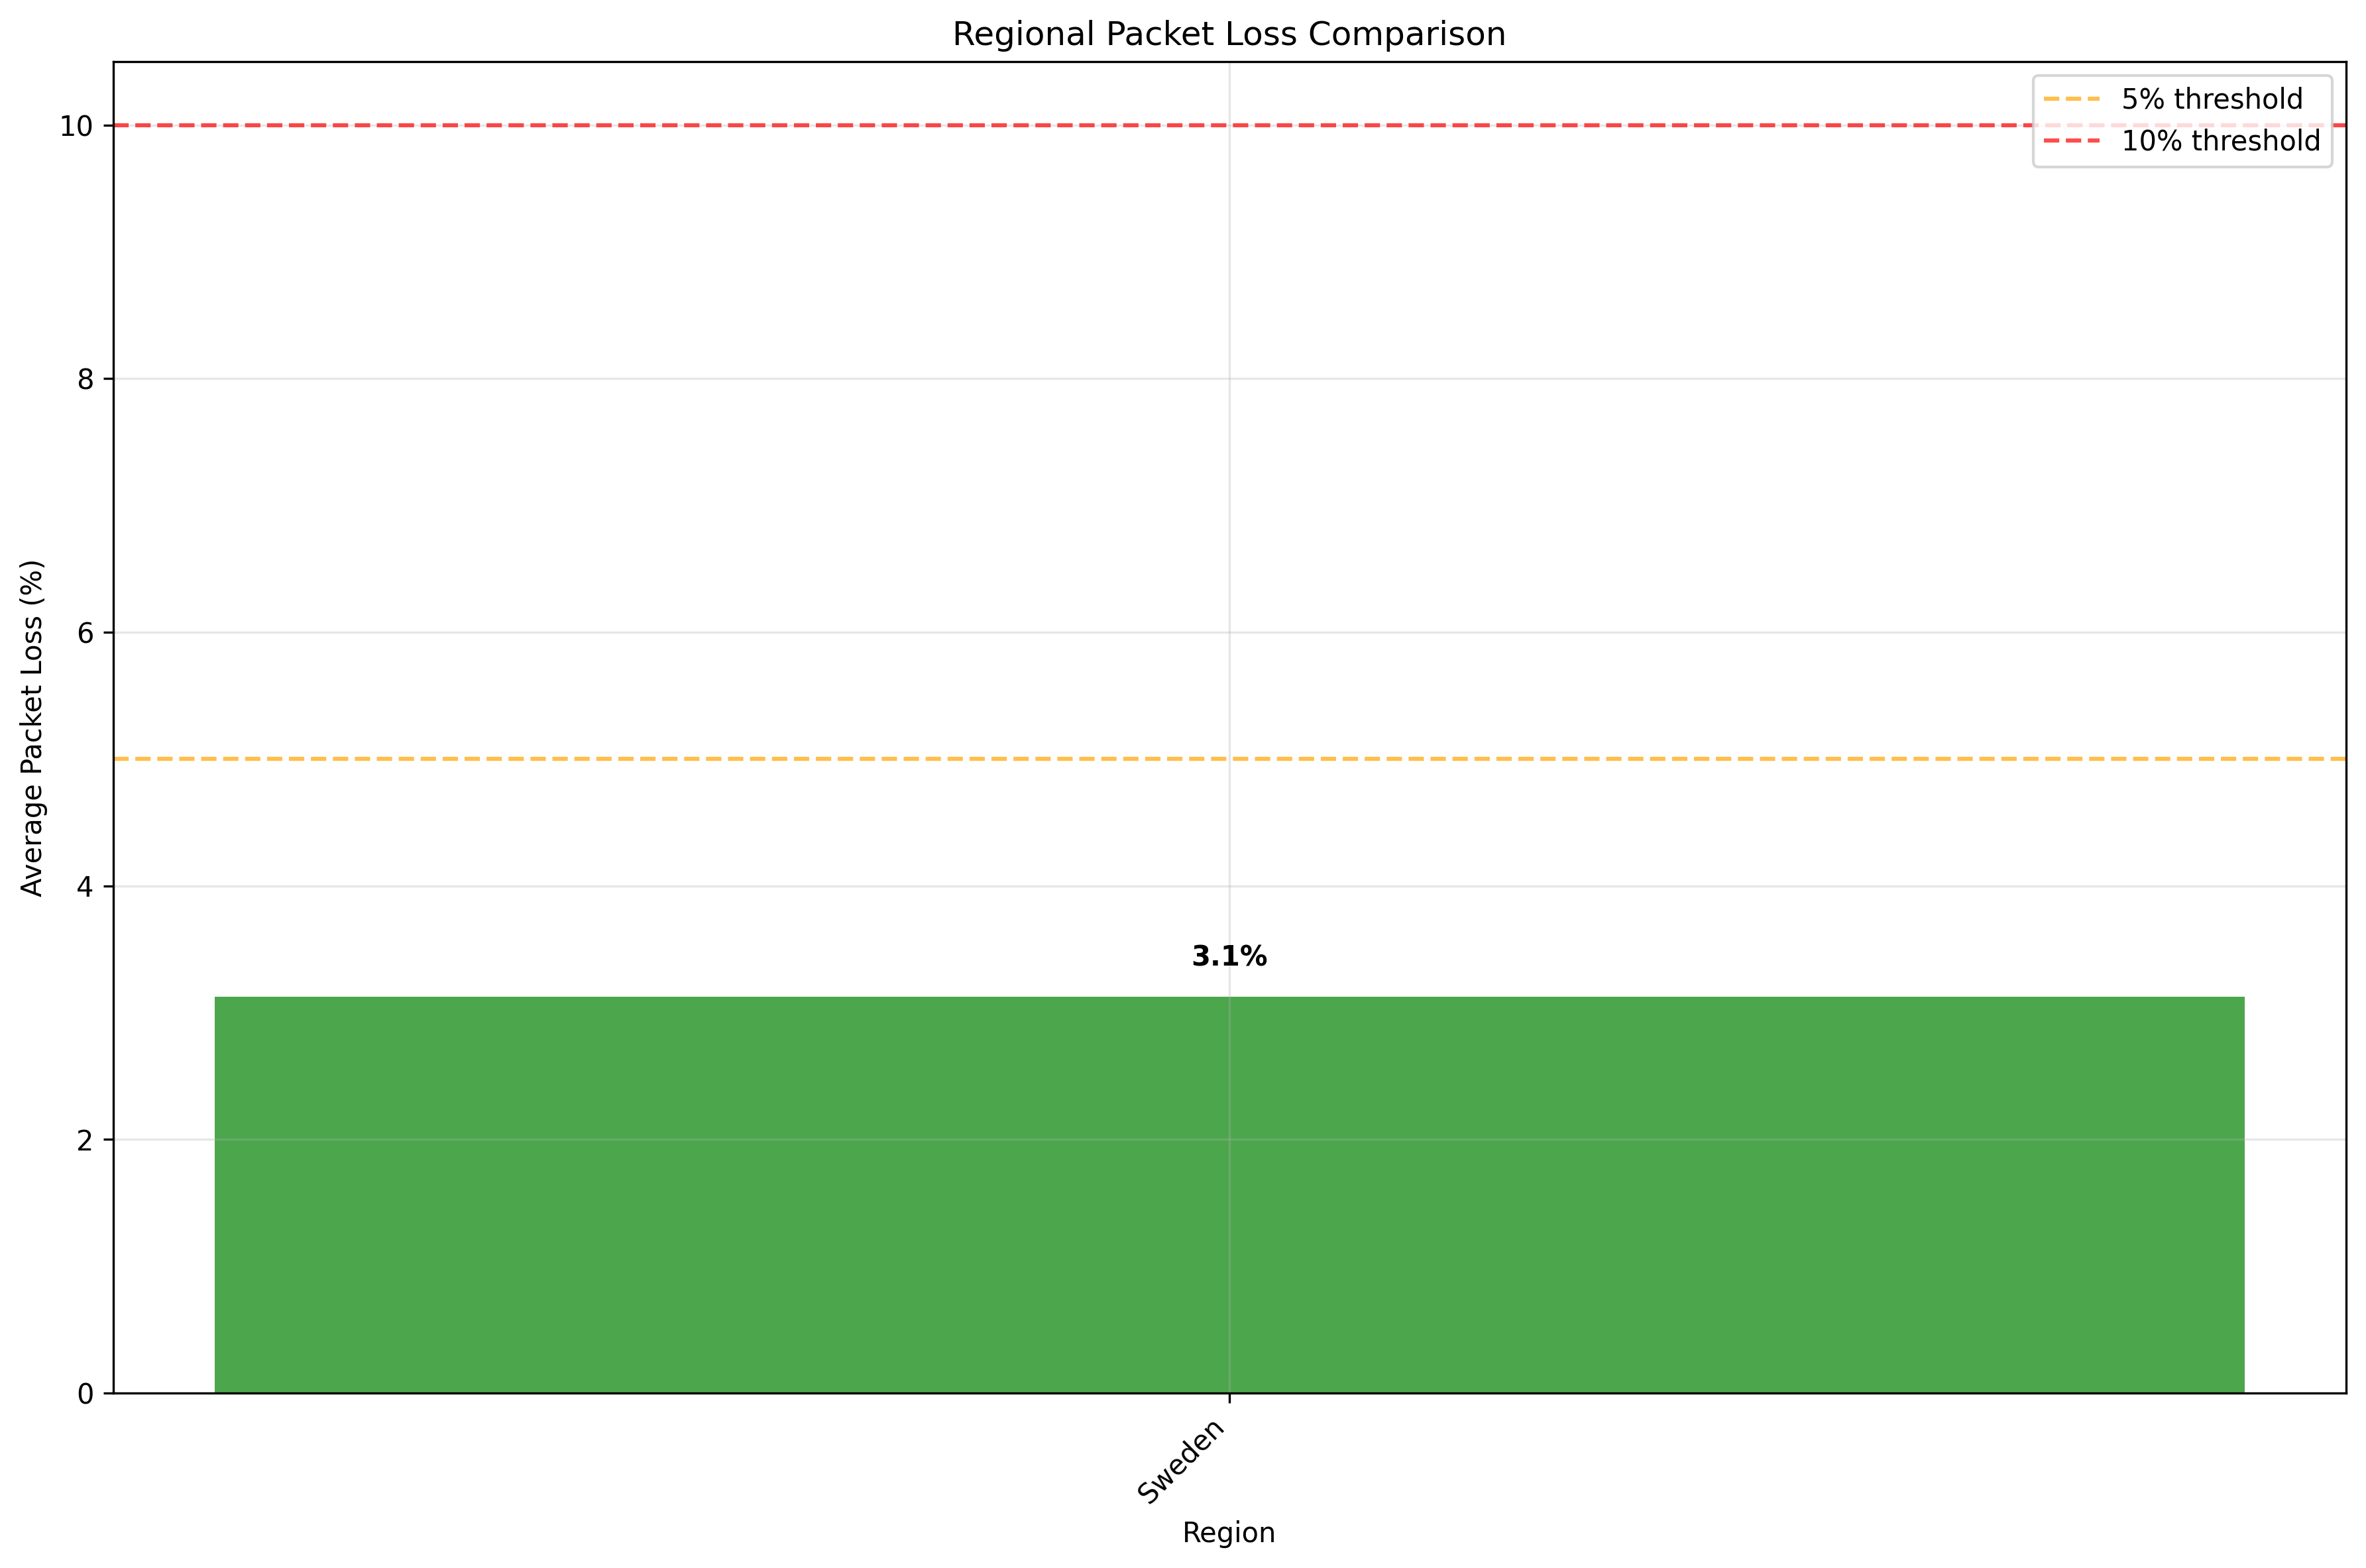 Regional Packet Loss Comparison
5% threshold
10% threshold
10
8
6
4
2
0
Average Packet Loss (%)
3.1%
Sweden
Region